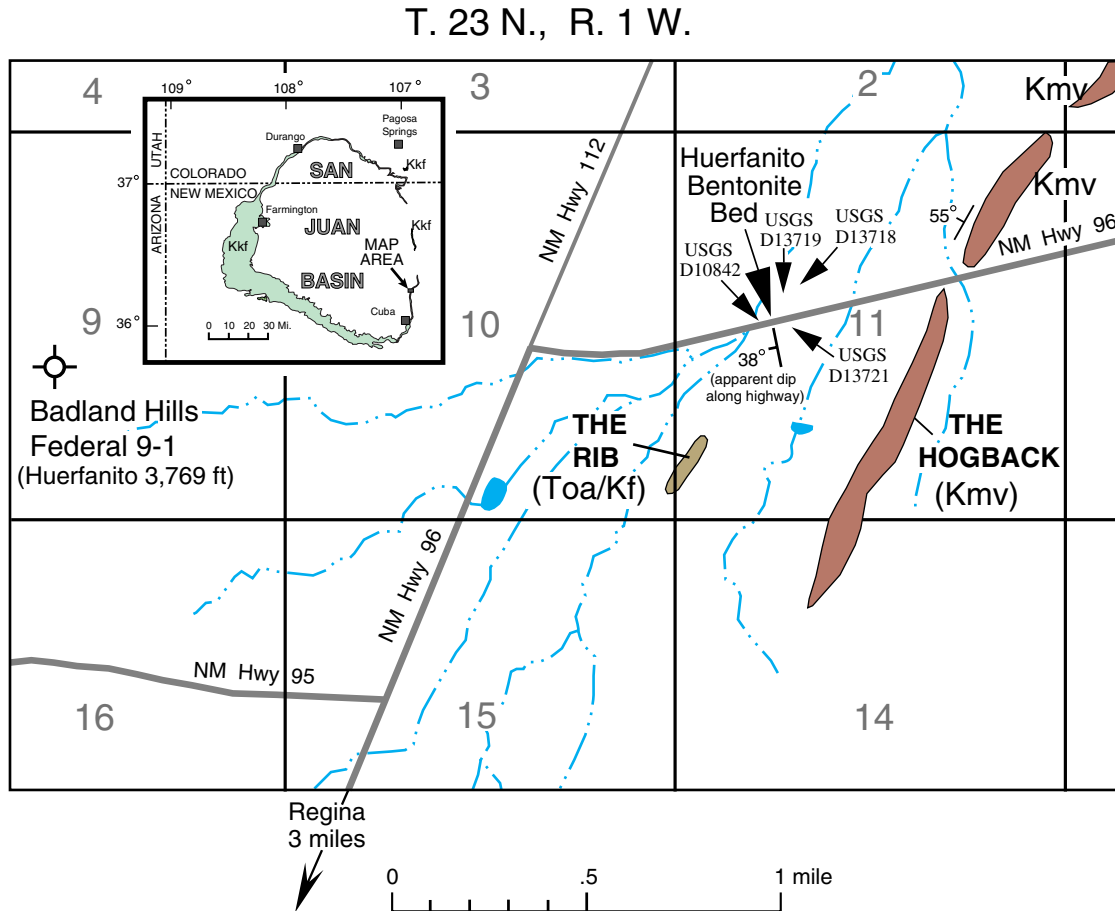 T. 23 N., R. 1 W.
4
3
2
Kmv
109°
108°
107°
UTAH
ARIZONA
COLORADO
NEW MEXICO
37°
36°
Durango
Pagosa
Springs
Kkf
SAN
Farmington
JUAN
Kkf
Kkf
MAP
AREA
BASIN
Cuba
0 10 20 30 Mi.
NM Hwy 112
Huerfanito
Bentonite
Bed
USGS
D13719
USGS
D13718
USGS
D10842
Kmv
55°
NM Hwy 96
9
10
11
USGS
D13721
38°
(apparent dip
along highway)
Badland Hills
Federal 9-1
(Huerfanito 3,769 ft)
THE
RIB
(Toa/Kf)
THE
HOGBACK
(Kmv)
NM Hwy 96
NM Hwy 95
16
15
14
Regina
3 miles
0
.5
1 mile